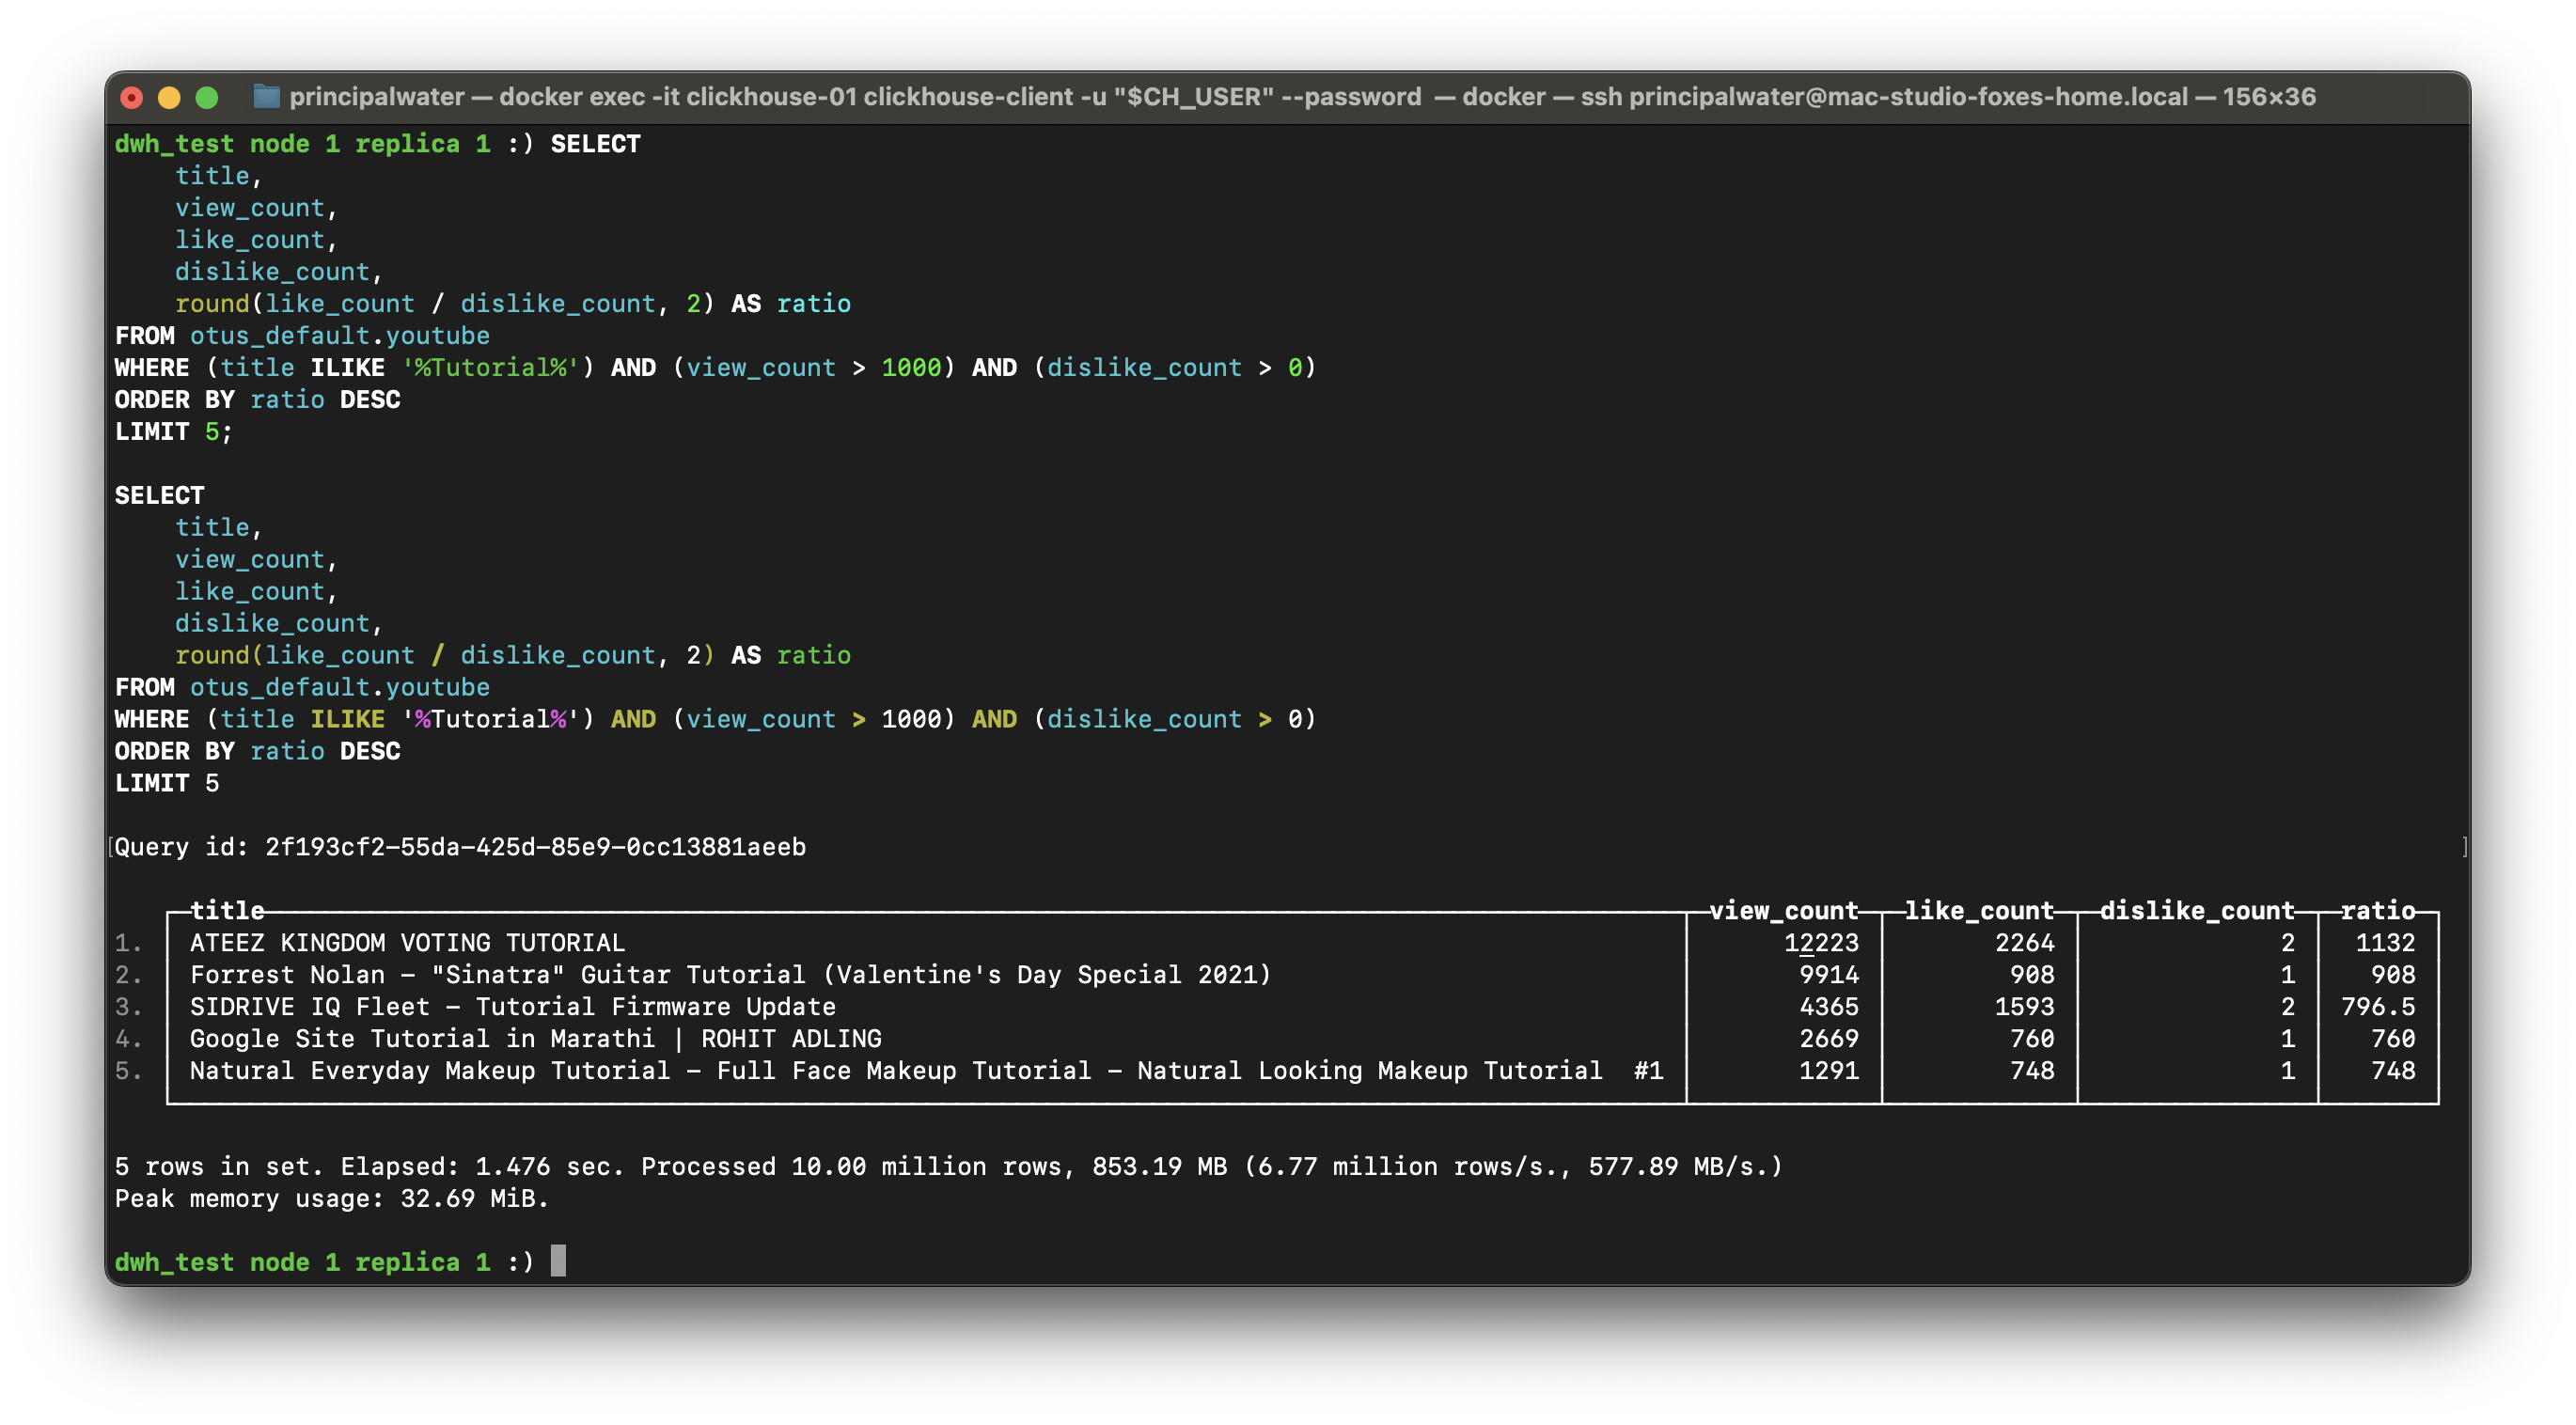 principalwater — docker exec -it clickhouse-01 clickhouse-client -u "$CH_USER" --password — docker — ssh principalwater@mac-studio-foxes-home.local — 156×36
dwh_test node 1 replica 1 :) SELECT
    title,
    view_count,
    like_count,
    dislike_count,
    round(like_count / dislike_count, 2) AS ratio
FROM otus_default.youtube
WHERE (title ILIKE '%Tutorial%') AND (view_count > 1000) AND (dislike_count > 0)
ORDER BY ratio DESC
LIMIT 5;
SELECT
    title,
    view_count,
    like_count,
    dislike_count,
    round(like_count / dislike_count, 2) AS ratio
FROM otus_default.youtube
WHERE (title ILIKE '%Tutorial%') AND (view_count > 1000) AND (dislike_count > 0)
ORDER BY ratio DESC
LIMIT 5
[Query id: 2f193cf2-55da-425d-85e9-0cc13881aeeb ]
title view_count like_count dislike_count ratio
1. ATEEZ KINGDOM VOTING TUTORIAL 12223 2264 2 1132
2. Forrest Nolan – "Sinatra" Guitar Tutorial (Valentine's Day Special 2021) 9914 908 1 908
3. SIDRIVE IQ Fleet – Tutorial Firmware Update 4365 1593 2 796.5
4. Google Site Tutorial in Marathi | ROHIT ADLING 2669 760 1 760
5. Natural Everyday Makeup Tutorial – Full Face Makeup Tutorial – Natural Looking Makeup Tutorial  #1 1291 748 1 748
5 rows in set. Elapsed: 1.476 sec. Processed 10.00 million rows, 853.19 MB (6.77 million rows/s., 577.89 MB/s.)
Peak memory usage: 32.69 MiB.
dwh_test node 1 replica 1 :)